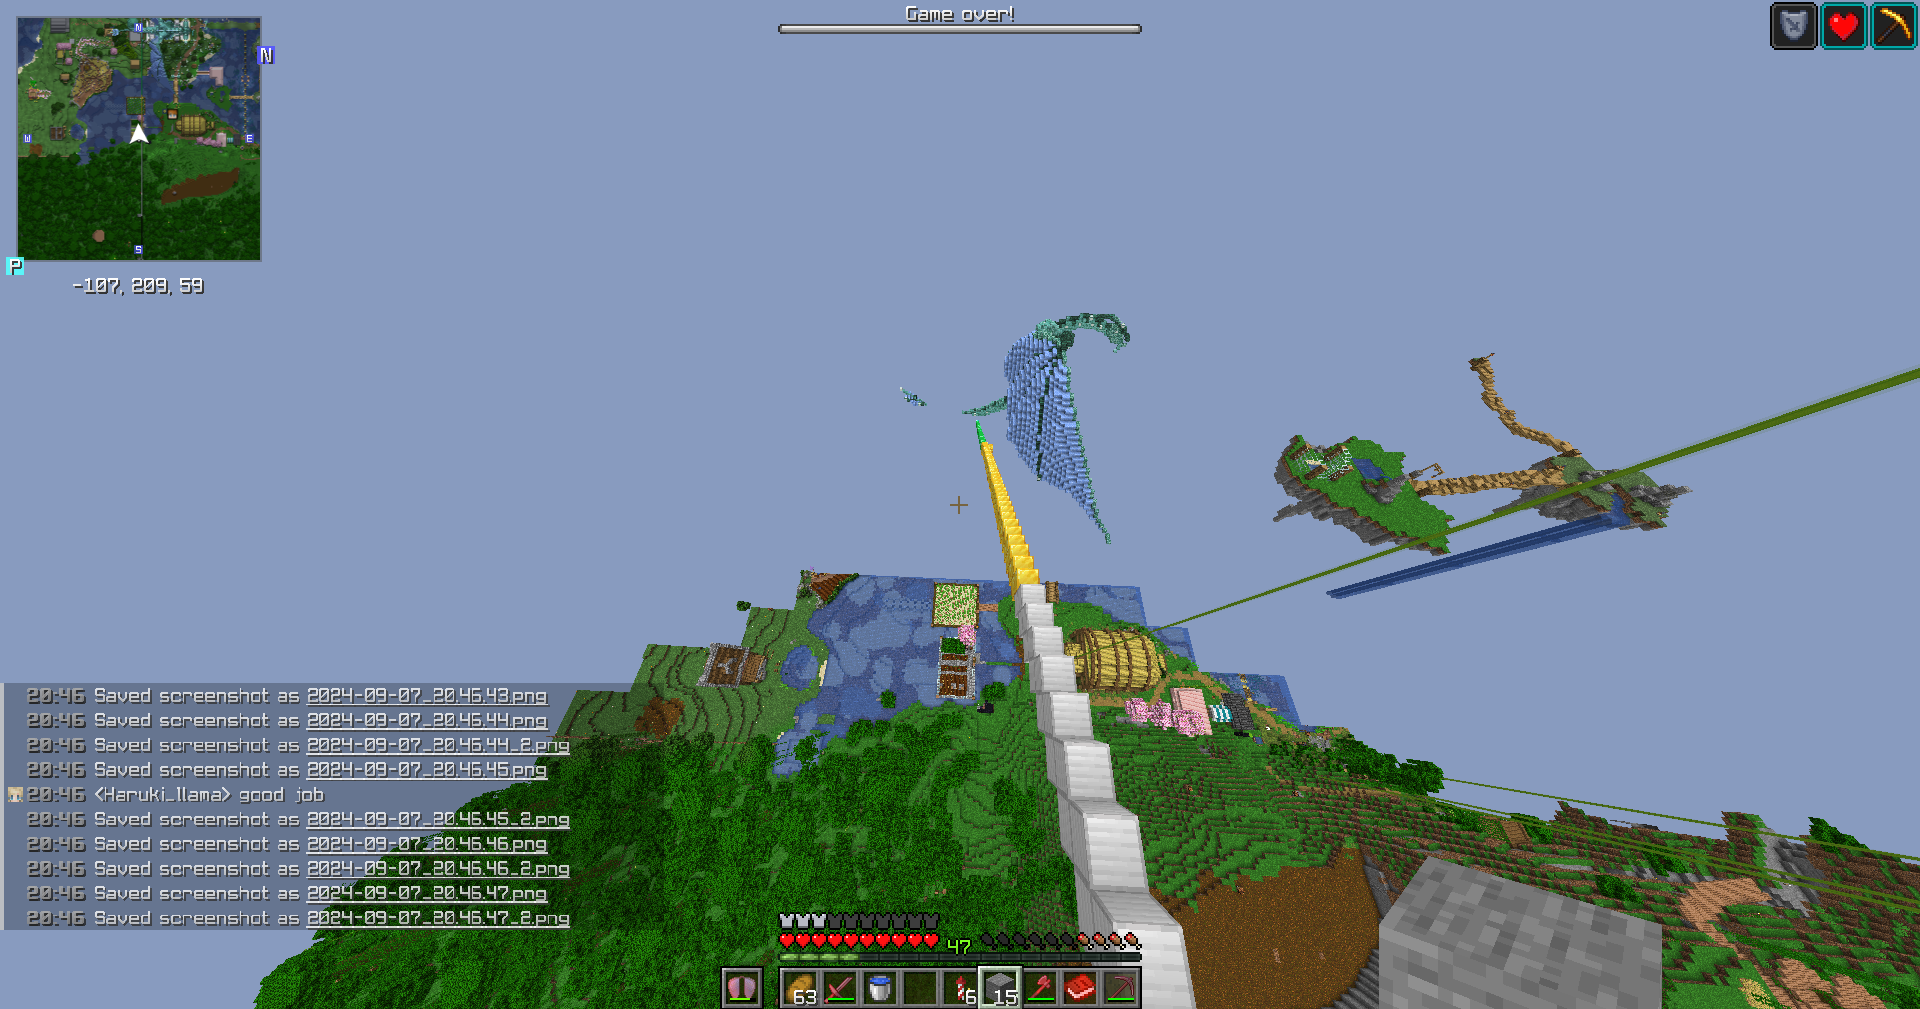 Game over!
N
N
W
E
S
P
-107, 209, 59
20:46 Saved screenshot as 2024-09-07_20.46.43.png
20:46 Saved screenshot as 2024-09-07_20.46.44.png
20:46 Saved screenshot as 2024-09-07_20.46.44_2.png
20:46 Saved screenshot as 2024-09-07_20.46.45.png
20:46 <Haruki_llama> good job
20:46 Saved screenshot as 2024-09-07_20.46.45_2.png
20:46 Saved screenshot as 2024-09-07_20.46.46.png
20:46 Saved screenshot as 2024-09-07_20.46.46_2.png
20:46 Saved screenshot as 2024-09-07_20.46.47.png
20:46 Saved screenshot as 2024-09-07_20.46.47_2.png
47
63 6 15